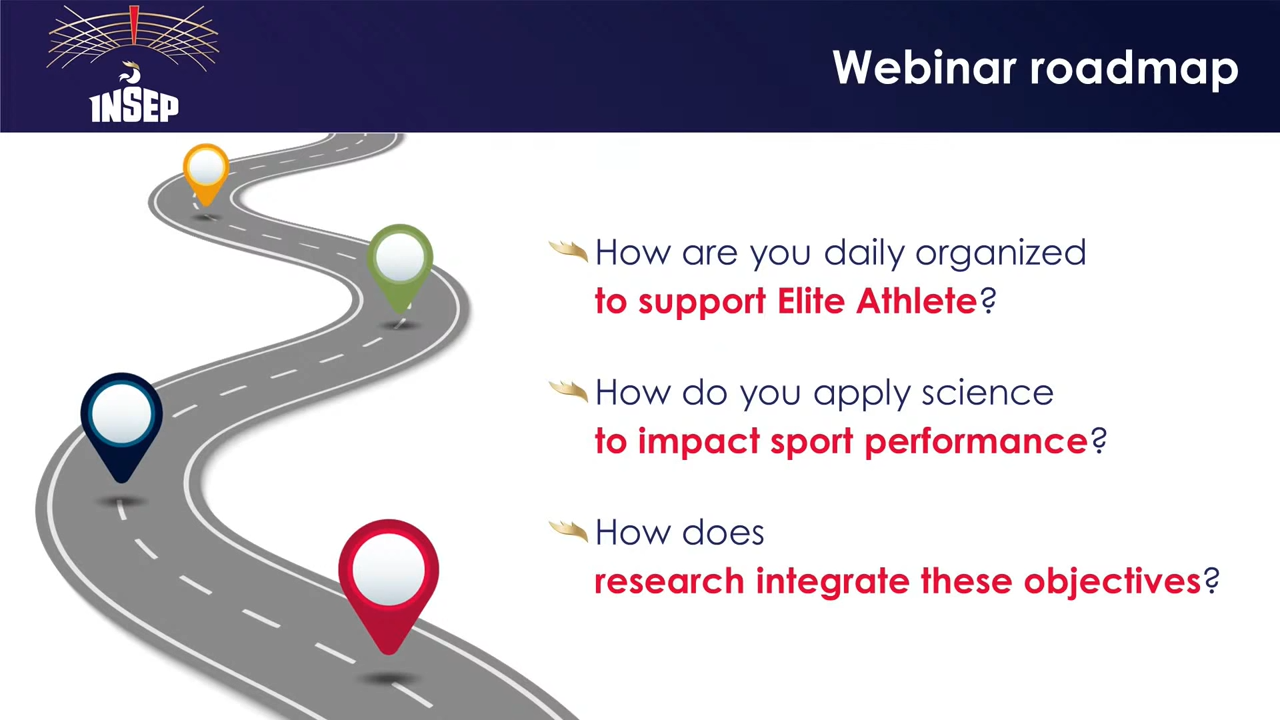 INSEP
Webinar roadmap
How are you daily organized
to support Elite Athlete?
How do you apply science
to impact sport performance?
How does
research integrate these objectives?